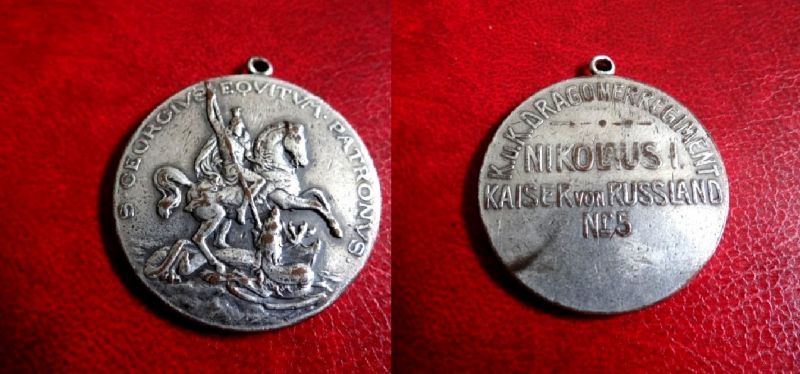 S GEORGIVS EQVITVM · PATRONVS
K.u.K. DRAGONERREGIMENT
NIKOLAUS I.
KAISER von RUSSLAND
No 5